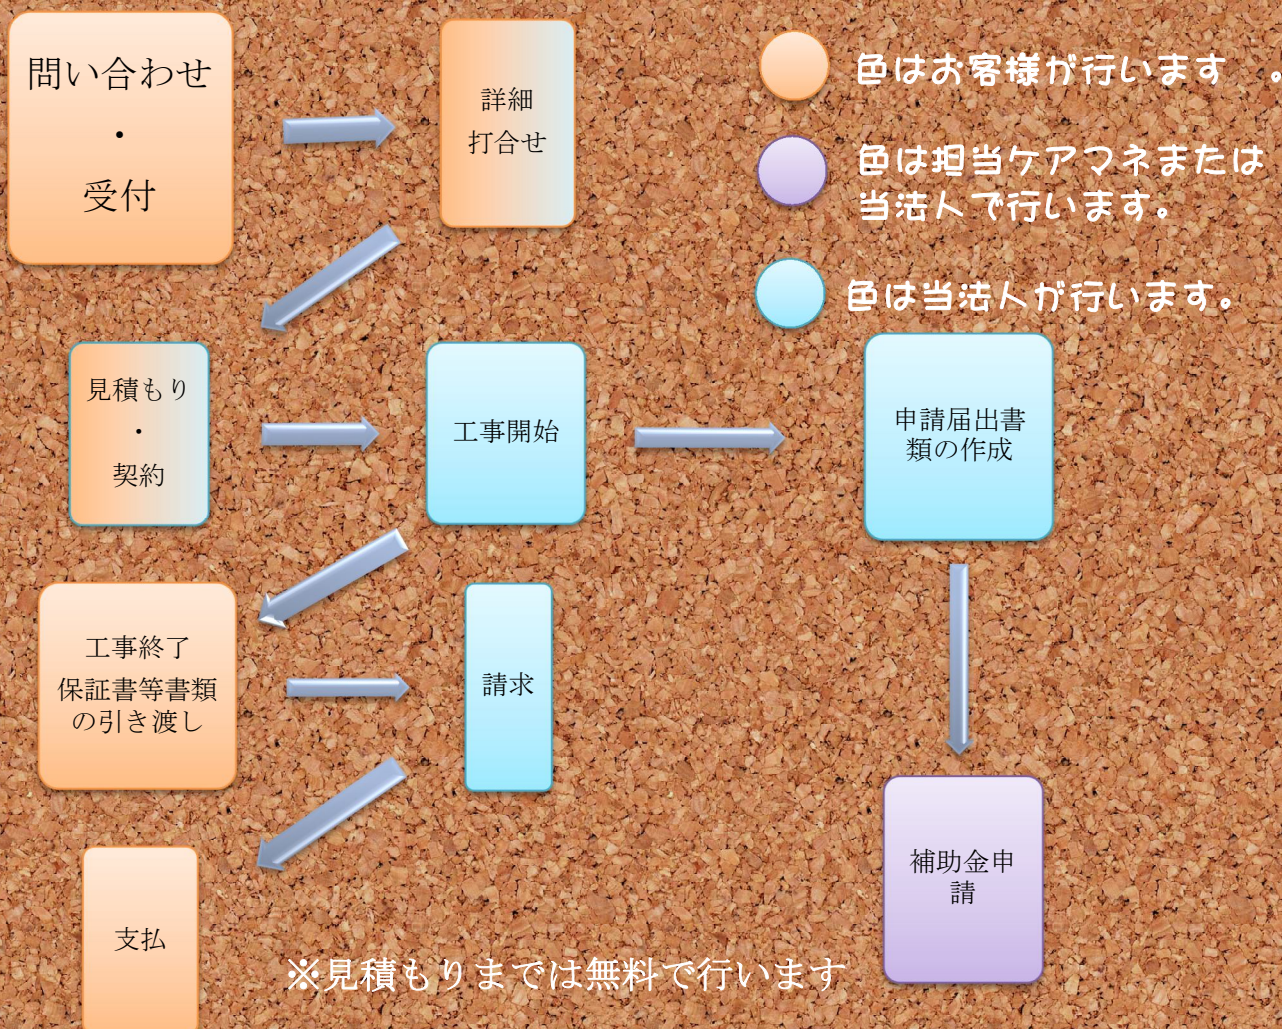 問い合わせ
・
受付
詳細
打合せ
色はお客様が行います　。
色は担当ケアマネまたは
当法人で行います。
色は当法人が行います。
見積もり
・
契約
工事開始
申請届出書
類の作成
工事終了
保証書等書類
の引き渡し
請求
補助金申
請
支払
※見積もりまでは無料で行います